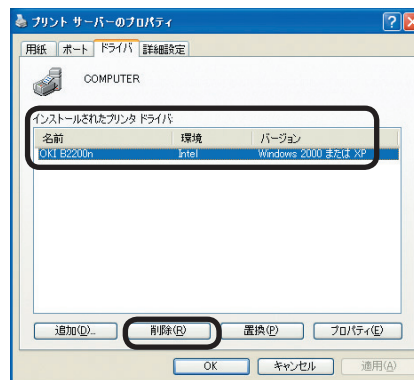 プリント サーバーのプロパティ
用紙 ポート ドライバ 詳細設定
COMPUTER
インストールされたプリンタ ドライバ:
名前 環境 バージョン
OKI B2200n Intel Windows 2000 または XP
追加(D)... 削除(R) 置換(P) プロパティ(E)
OK キャンセル 適用(A)